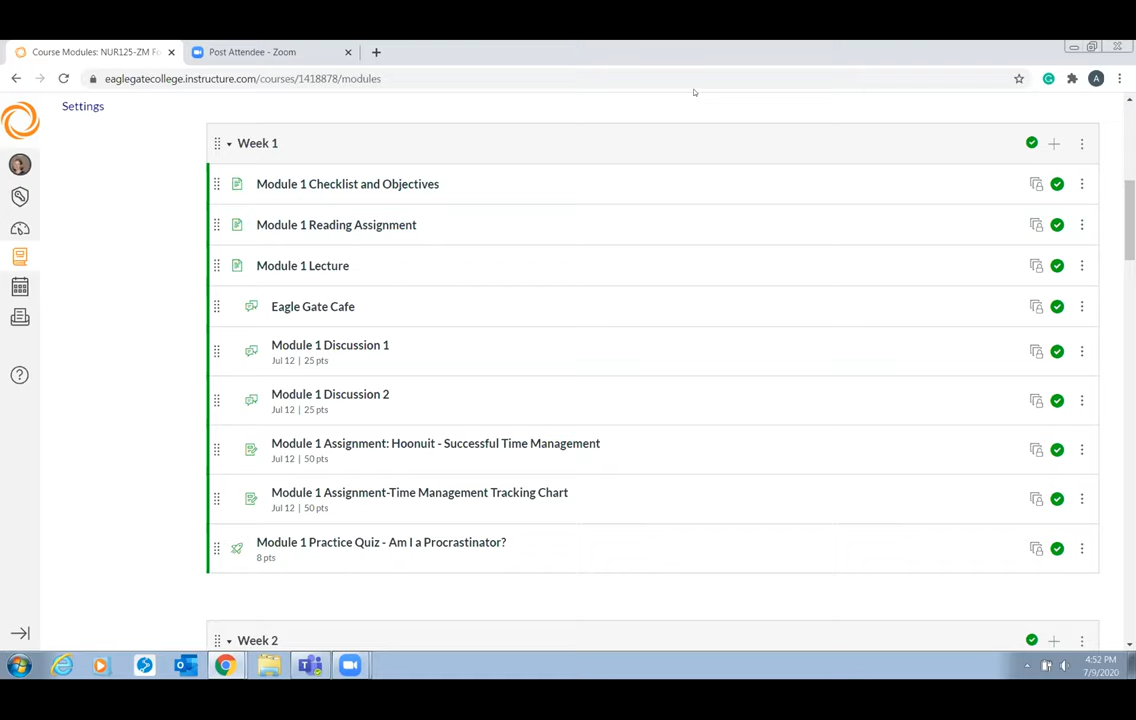 Course Modules: NUR125-ZM Fo
Post Attendee - Zoom
eaglegatecollege.instructure.com/courses/1418878/modules
A
Settings
Week 1
Module 1 Checklist and Objectives
Module 1 Reading Assignment
Module 1 Lecture
Eagle Gate Cafe
Module 1 Discussion 1
Jul 12 | 25 pts
Module 1 Discussion 2
Jul 12 | 25 pts
Module 1 Assignment: Hoonuit - Successful Time Management
Jul 12 | 50 pts
Module 1 Assignment-Time Management Tracking Chart
Jul 12 | 50 pts
Module 1 Practice Quiz - Am I a Procrastinator?
8 pts
Week 2
4:52 PM
7/9/2020